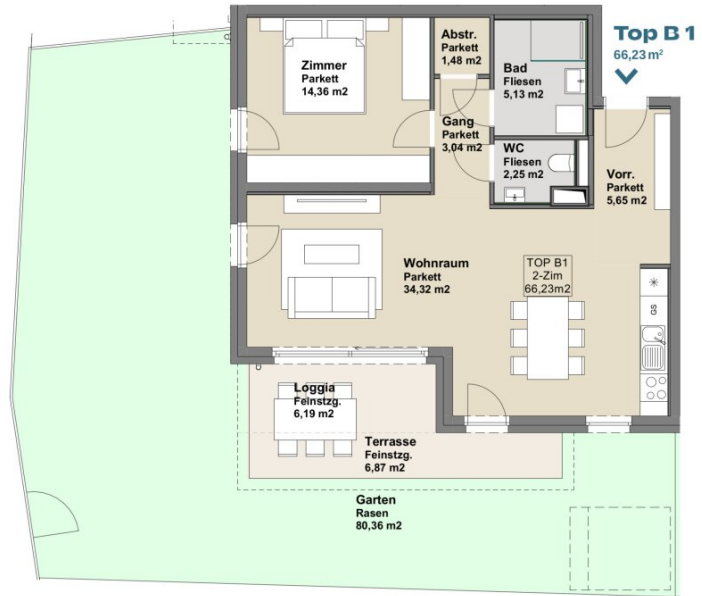 Top B 1
66,23 m²
Zimmer
Parkett
14,36 m2
Abstr.
Parkett
1,48 m2
Bad
Fliesen
5,13 m2
Gang
Parkett
3,04 m2
WC
Fliesen
2,25 m2
Vorr.
Parkett
5,65 m2
Wohnraum
Parkett
34,32 m2
TOP B1
2-Zim
66,23m2
GS
Loggia
Feinstzg.
6,19 m2
Terrasse
Feinstzg.
6,87 m2
Garten
Rasen
80,36 m2